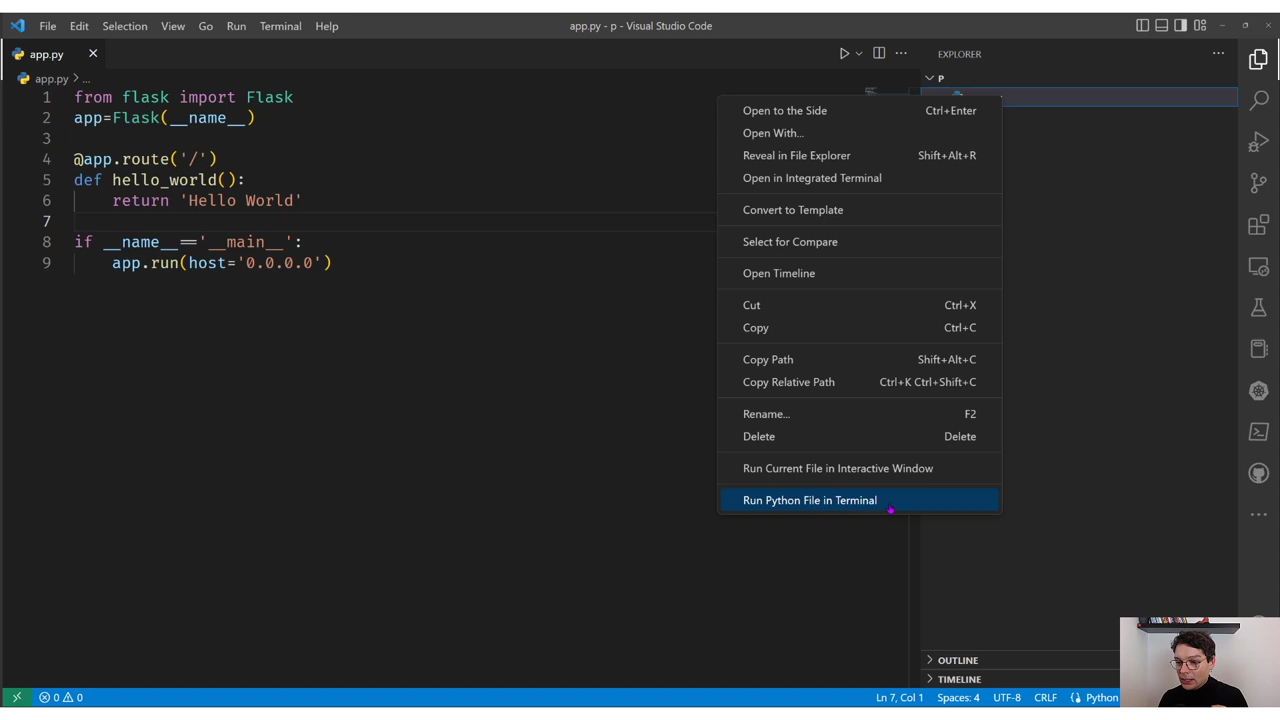 File Edit Selection View Go Run Terminal Help
app.py - p - Visual Studio Code
app.py
app.py > ...
1 from flask import Flask
2 app=Flask(__name__)
3
4 @app.route('/')
5 def hello_world():
6 return 'Hello World'
7
8 if __name__=='__main__':
9 app.run(host='0.0.0.0')
EXPLORER
P
Open to the Side Ctrl+Enter
Open With...
Reveal in File Explorer Shift+Alt+R
Open in Integrated Terminal
Convert to Template
Select for Compare
Open Timeline
Cut Ctrl+X
Copy Ctrl+C
Copy Path Shift+Alt+C
Copy Relative Path Ctrl+K Ctrl+Shift+C
Rename... F2
Delete Delete
Run Current File in Interactive Window
Run Python File in Terminal
OUTLINE
TIMELINE
0 0 Ln 7, Col 1 Spaces: 4 UTF-8 CRLF Python